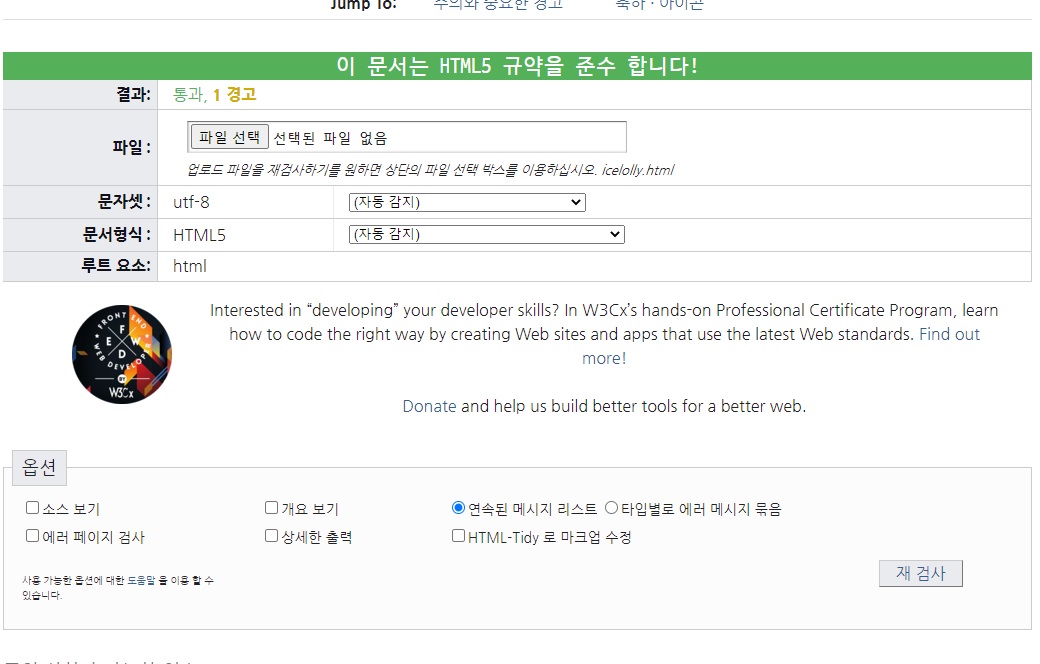 Jump To: 주의와 중요한 경고 축하 · 아이콘
이 문서는 HTML5 규약을 준수 합니다!
결과: 통과, 1 경고
파일 : 파일 선택 선택된 파일 없음
업로드 파일을 재검사하기를 원하면 상단의 파일 선택 박스를 이용하십시오. icelolly.html
문자셋 : utf-8 (자동 감지)
문서형식 : HTML5 (자동 감지)
루트 요소: html
FRONT END
F
E W
D
WEB DEVELOPER
BY
W3Cx
Interested in “developing” your developer skills? In W3Cx’s hands-on Professional Certificate Program, learn
how to code the right way by creating Web sites and apps that use the latest Web standards. Find out
more!
Donate and help us build better tools for a better web.
옵션
소스 보기 개요 보기 연속된 메시지 리스트 타입별로 에러 메시지 묶음
에러 페이지 검사 상세한 출력 HTML-Tidy 로 마크업 수정
사용 가능한 옵션에 대한 도움말 을 이용 할 수
있습니다.
재 검사